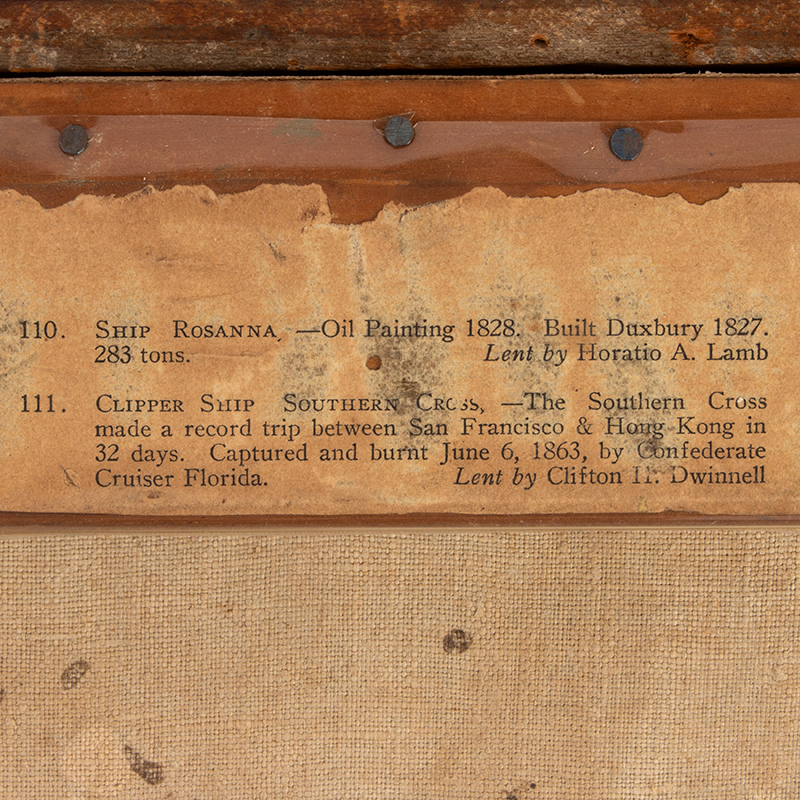 110. SHIP ROSANNA, —Oil Painting 1828. Built Duxbury 1827.
283 tons. Lent by Horatio A. Lamb
111. CLIPPER SHIP SOUTHERN CROSS, —The Southern Cross
made a record trip between San Francisco & Hong Kong in
32 days. Captured and burnt June 6, 1863, by Confederate
Cruiser Florida. Lent by Clifton H. Dwinnell